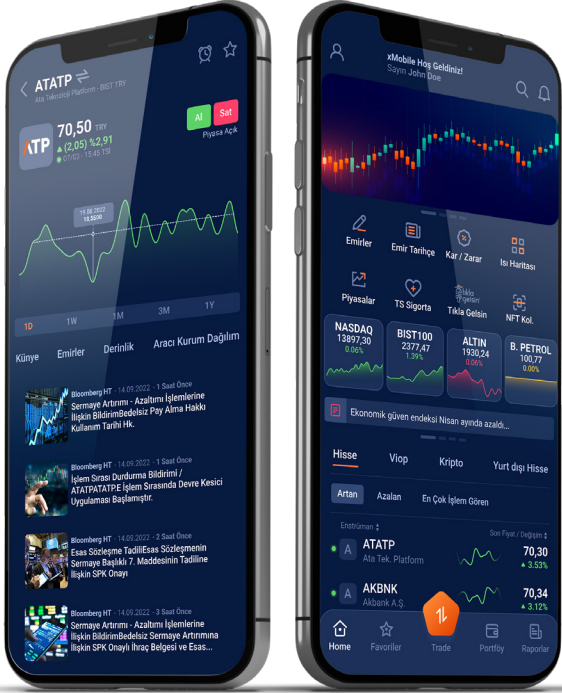 ATATP
Ata Teknoloji Platform - BIST TRY
ATP
70,50 TRY
(2,05) %2,91
07/03 - 15:45 TSİ
Al
Sat
Piyasa Açık
19.08.2022
10,5500
1D
1W
1M
3M
1Y
Künye
Emirler
Derinlik
Aracı Kurum Dağılım
Bloomberg HT - 14.09.2022 - 1 Saat Önce
Sermaye Artırımı - Azaltımı İşlemlerine
İlişkin BildirimBedelsiz Pay Alma Hakkı
Kullanım Tarihi Hk.
Bloomberg HT - 14.09.2022 - 1 Saat Önce
İşlem Sırası Durdurma Bildirimi /
ATAPATATP.E İşlem Sırasında Devre Kesici
Uygulaması Başlamıştır.
Bloomberg HT - 14.09.2022 - 2 Saat Önce
Esas Sözleşme TadiliEsas Sözleşmenin
Sermaye Başlıklı 7. Maddesinin Tadiline
İlişkin SPK Onayı
Bloomberg HT - 14.09.2022 - 3 Saat Önce
Sermaye Artırımı - Azaltımı İşlemlerine
İlişkin BildirimBedelsiz Sermaye Artırımına
İlişkin SPK Onaylı İhraç Belgesi ve Esas...
xMobile Hoş Geldiniz!
Sayın John Doe
Emirler
Emir Tarihçe
Kar / Zarar
Isı Haritası
Piyasalar
TS Sigorta
tıkla
gelsin
Tıkla Gelsin
NFT Kol.
NASDAQ
13897,30
0.06%
BIST100
2377,47
1.39%
ALTIN
1930,24
0.06%
B. PETROL
100,77
0.00%
Ekonomik güven endeksi Nisan ayında azaldı...
Hisse
Viop
Kripto
Yurt dışı Hisse
Artan
Azalan
En Çok İşlem Gören
Enstrüman
Son Fiyat / Değişim
A
ATATP
Ata Tek. Platform
70,30
3.53%
A
AKBNK
Akbank A.Ş.
70,34
3.12%
Home
Favoriler
Trade
Portföy
Raporlar